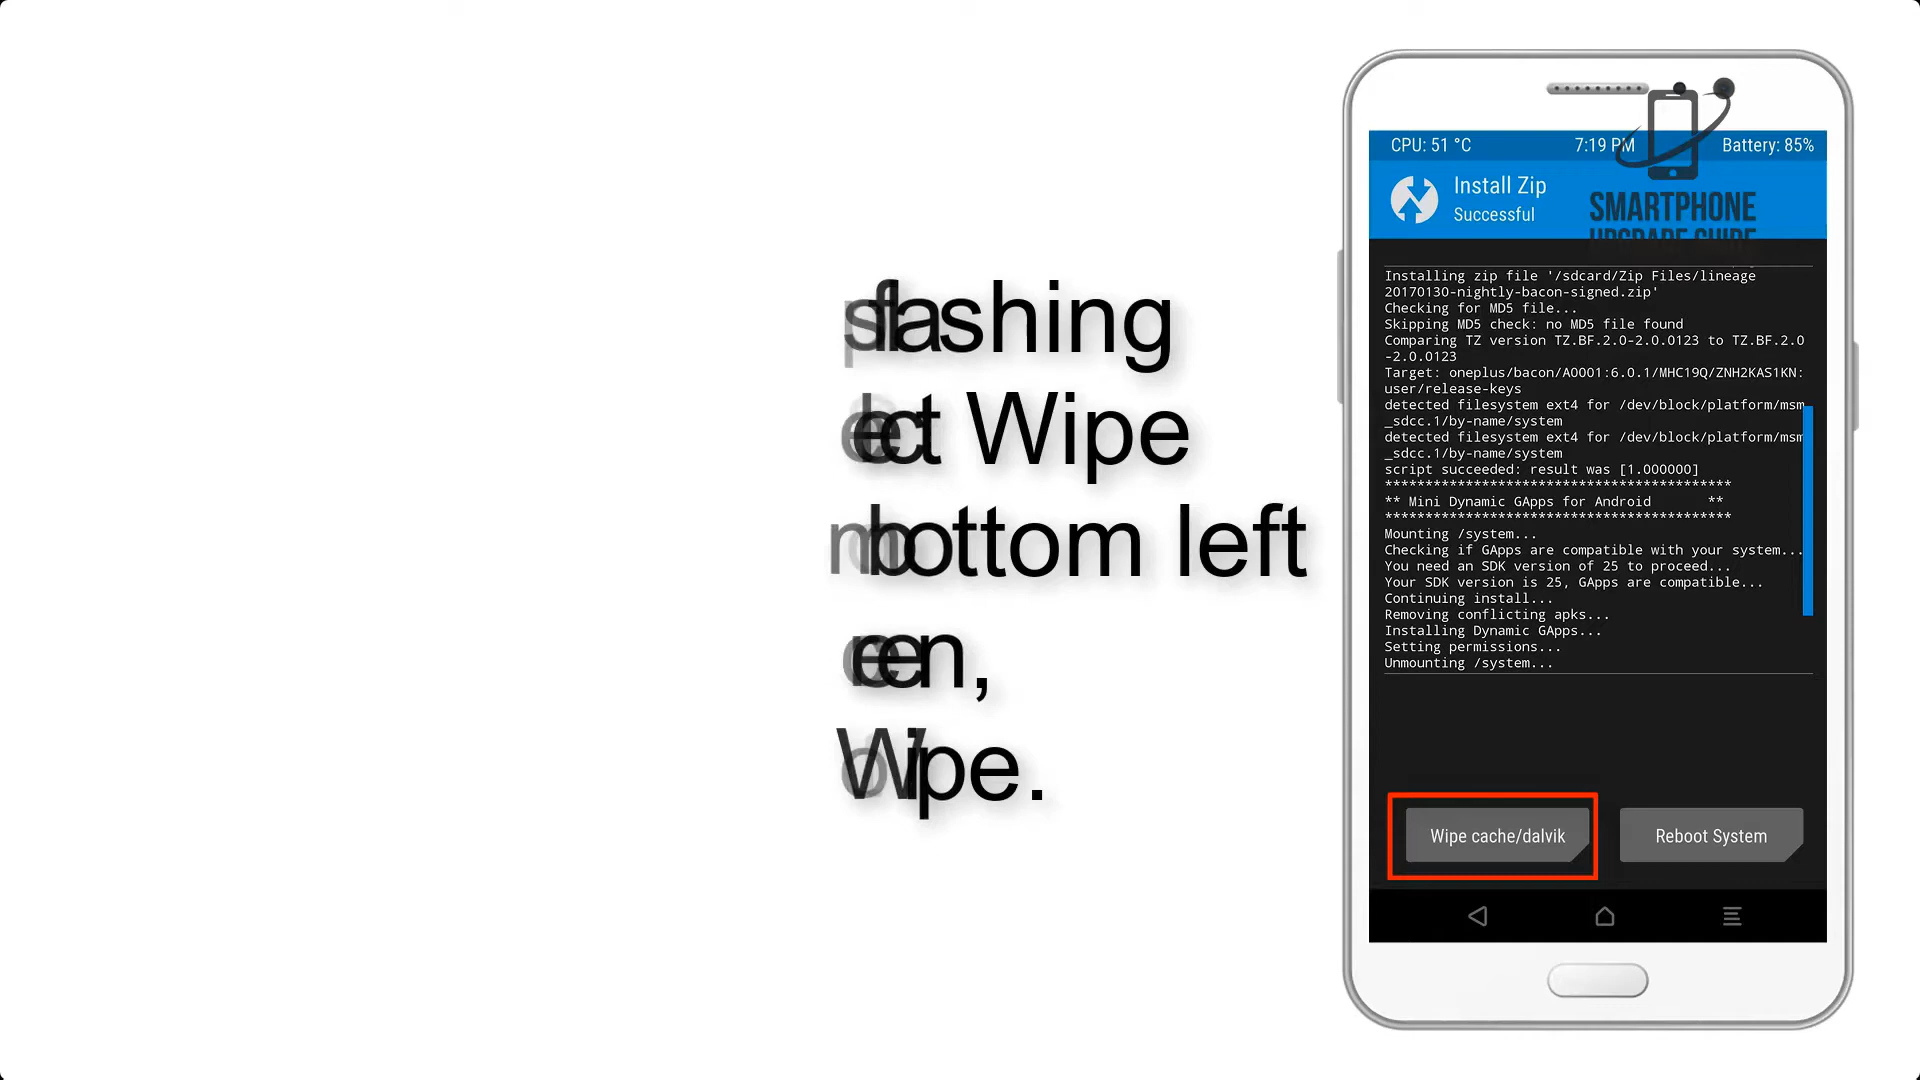 flashing
Wipe
bottom left
Wipe.
CPU: 51 °C
7:19 PM
Battery: 85%
Install Zip
Successful
SMARTPHONE
UPGRADE GUIDE
Installing zip file '/sdcard/Zip Files/lineage
20170130-nightly-bacon-signed.zip'
Checking for MD5 file...
Skipping MD5 check: no MD5 file found
Comparing TZ version TZ.BF.2.0-2.0.0123 to TZ.BF.2.0
-2.0.0123
Target: oneplus/bacon/A0001:6.0.1/MHC19Q/ZNH2KAS1KN:
user/release-keys
detected filesystem ext4 for /dev/block/platform/msm
_sdcc.1/by-name/system
detected filesystem ext4 for /dev/block/platform/msm
_sdcc.1/by-name/system
script succeeded: result was [1.000000]
*******************************************
** Mini Dynamic GApps for Android **
*******************************************
Mounting /system...
Checking if GApps are compatible with your system...
You need an SDK version of 25 to proceed...
Your SDK version is 25, GApps are compatible...
Continuing install...
Removing conflicting apks...
Installing Dynamic GApps...
Setting permissions...
Unmounting /system...
Wipe cache/dalvik
Reboot System